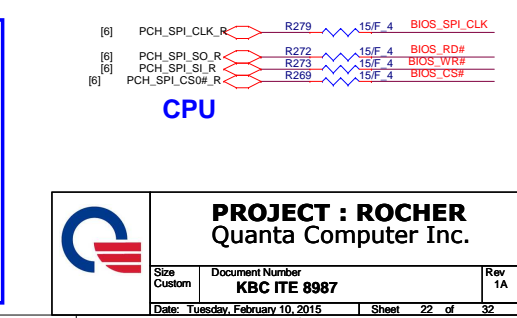 [6] PCH_SPI_CLK_R R279 15/F_4 BIOS_SPI_CLK
[6] PCH_SPI_SO_R R272 15/F_4 BIOS_RD#
[6] PCH_SPI_SI_R R273 15/F_4 BIOS_WR#
[6] PCH_SPI_CS0#_R R269 15/F_4 BIOS_CS#
CPU
PROJECT : ROCHER
Quanta Computer Inc.
Size Document Number Rev
Custom KBC ITE 8987 1A
Date: Tuesday, February 10, 2015 Sheet 22 of 32